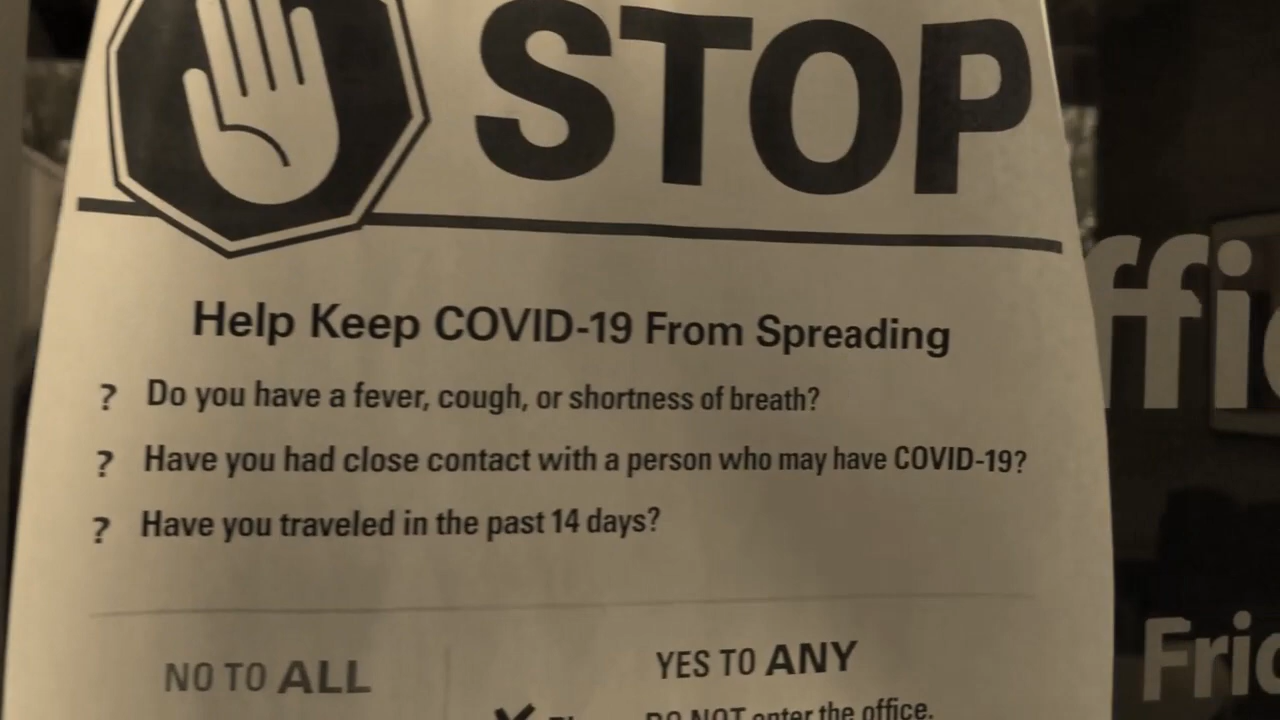 STOP
Help Keep COVID-19 From Spreading
? Do you have a fever, cough, or shortness of breath?
? Have you had close contact with a person who may have COVID-19?
? Have you traveled in the past 14 days?
NO TO ALL
YES TO ANY
DO NOT enter the office.